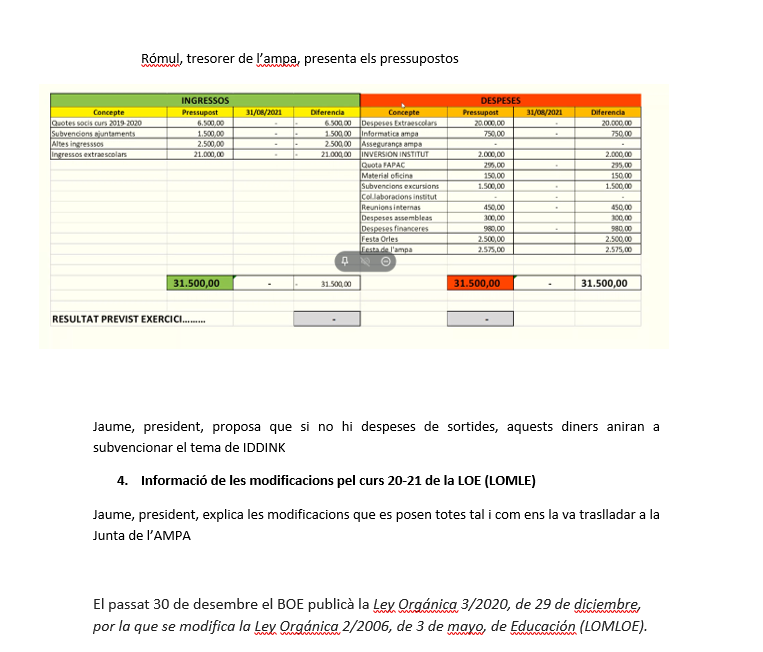 Rómul, tresorer de l'ampa, presenta els pressupostos
INGRESSOS DESPESES
Concepte Pressupost 31/08/2021 Diferencia Concepte Pressupost 31/08/2021 Diferencia
Quotes socis curs 2019-2020 6.500,00 - - 6.500,00 Despeses Extraescolars 20.000,00 - 20.000,00
Subvencions ajuntaments 1.500,00 - - 1.500,00 Informatica ampa 750,00 750,00
Altes ingresssos 2.500,00 - - 2.500,00 Assegurança ampa - -
Ingressos extraescolars 21.000,00 - - 21.000,00 INVERSION INSTITUT 2.000,00 2.000,00
Quota FAPAC 295,00 - 295,00
Material oficina 150,00 150,00
Subvencions excursions 1.500,00 - 1.500,00
Col.laboracions institut - - -
Reunions internas 450,00 - 450,00
Despeses assembleas 300,00 300,00
Despeses financeres 980,00 - 980,00
Festa Orles 2.500,00 2.500,00
Festa de l'ampa 2.575,00 2.575,00
31.500,00 - - 31.500,00 31.500,00 - 31.500,00
RESULTAT PREVIST EXERCICI......... - -
Jaume, president, proposa que si no hi despeses de sortides, aquests diners aniran a
subvencionar el tema de IDDINK
4. Informació de les modificacions pel curs 20-21 de la LOE (LOMLE)
Jaume, president, explica les modificacions que es posen totes tal i com ens la va traslladar a la
Junta de l'AMPA
El passat 30 de desembre el BOE publicà la Ley Orgánica 3/2020, de 29 de diciembre,
por la que se modifica la Ley Orgánica 2/2006, de 3 de mayo, de Educación (LOMLOE).